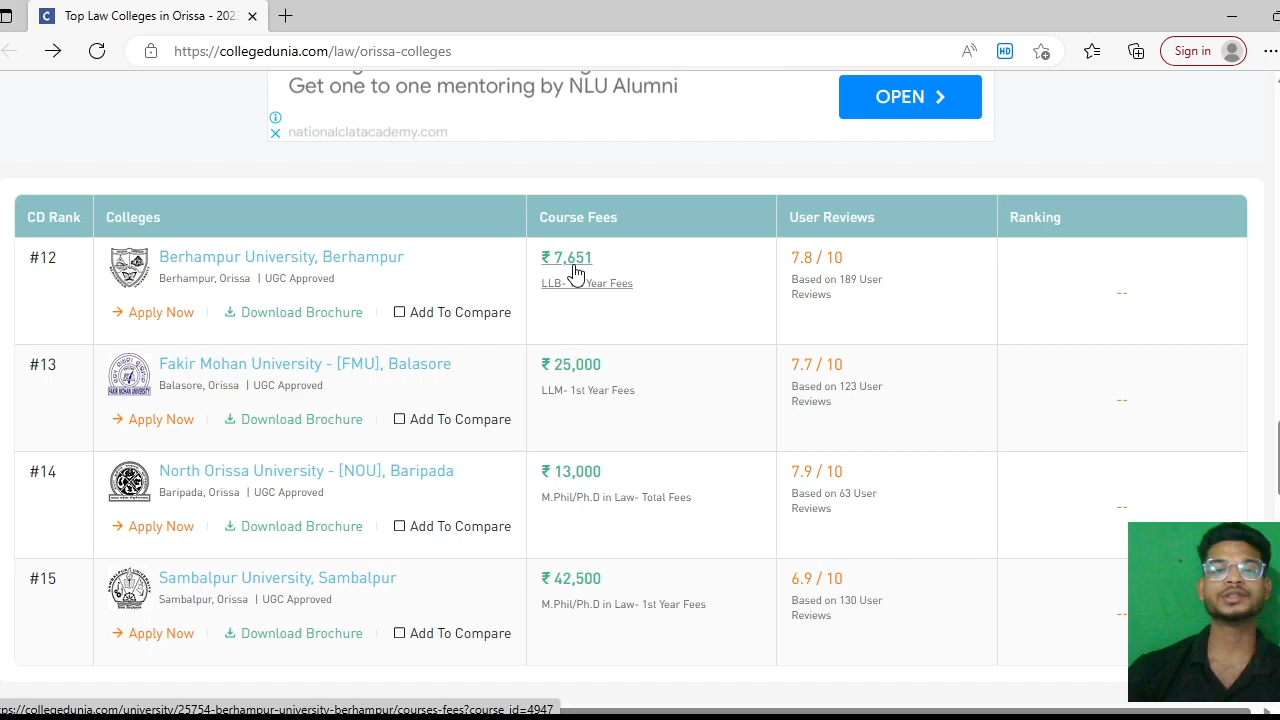 Top Law Colleges in Orissa - 202
https://collegedunia.com/law/orissa-colleges
HD
Sign in
Get one to one mentoring by NLU Alumni
OPEN
nationalclatacademy.com
CD Rank Colleges Course Fees User Reviews Ranking
#12
Berhampur University, Berhampur
Berhampur, Orissa | UGC Approved
Apply Now Download Brochure Add To Compare
₹ 7,651
LLB- Year Fees
7.8 / 10
Based on 189 User
Reviews
--
#13
Fakir Mohan University - [FMU], Balasore
Balasore, Orissa | UGC Approved
Apply Now Download Brochure Add To Compare
₹ 25,000
LLM- 1st Year Fees
7.7 / 10
Based on 123 User
Reviews
--
#14
North Orissa University - [NOU], Baripada
Baripada, Orissa | UGC Approved
Apply Now Download Brochure Add To Compare
₹ 13,000
M.Phil/Ph.D in Law- Total Fees
7.9 / 10
Based on 63 User
Reviews
--
#15
Sambalpur University, Sambalpur
Sambalpur, Orissa | UGC Approved
Apply Now Download Brochure Add To Compare
₹ 42,500
M.Phil/Ph.D in Law- 1st Year Fees
6.9 / 10
Based on 130 User
Reviews
--
ps://collegedunia.com/university/25754-berhampur-university-berhampur/courses-fees?course_id=4947